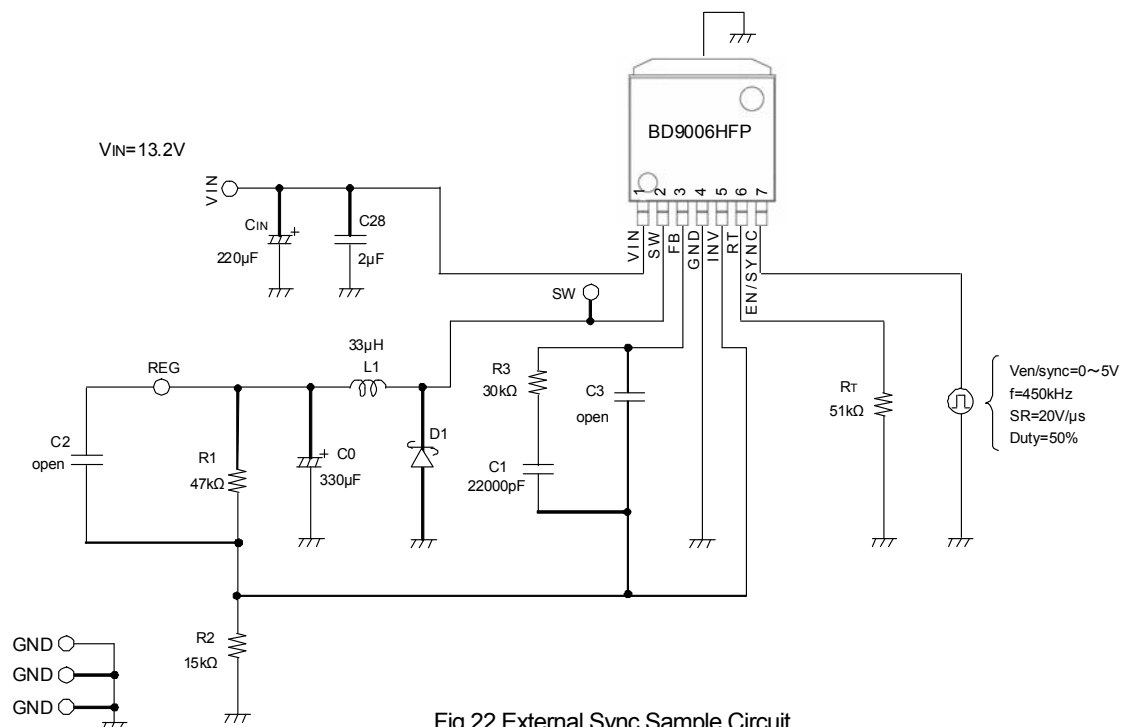 BD9006HFP
VIN=13.2V
VIN
CIN
+
220μF
C28
2μF
1 2 3 4 5 6 7
VIN
SW
FB
GND
INV
RT
EN/SYNC
SW
33μH
L1
REG
R3
30kΩ
C3
open
RT
51kΩ
Ven/sync=0～5V
f=450kHz
SR=20V/μs
Duty=50%
C2
open
R1
47kΩ
+
C0
330μF
D1
C1
22000pF
R2
15kΩ
GND
GND
GND
Fig.22 External Sync Sample Circuit